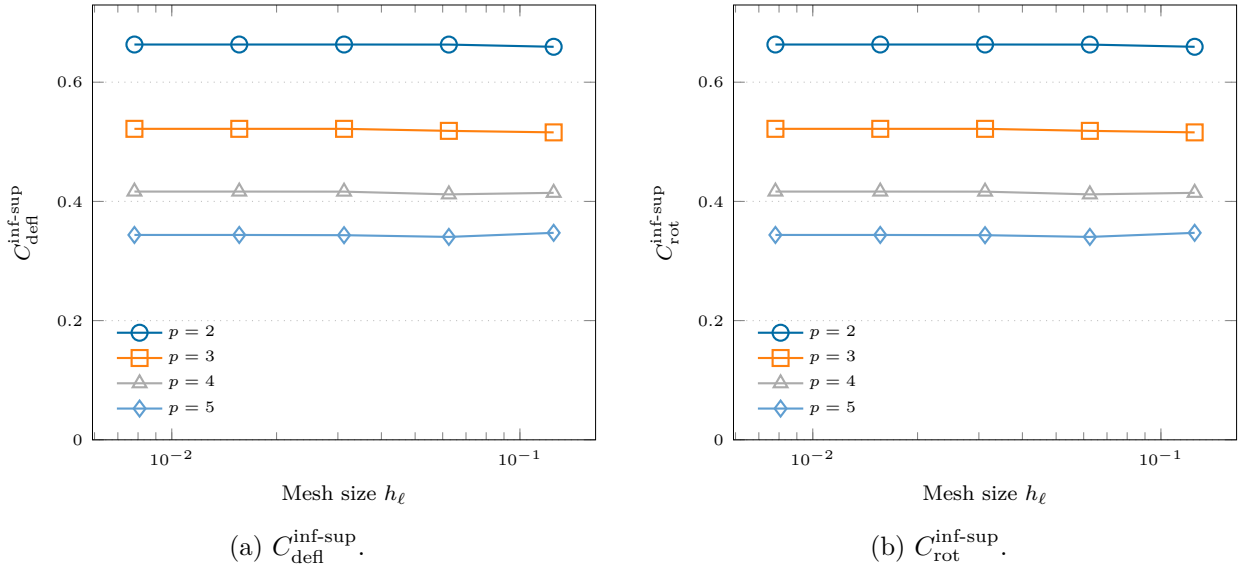 0.6
0.4
0.2
0
C_defl^inf-sup
p = 2
p = 3
p = 4
p = 5
10^−2
10^−1
Mesh size h_ℓ
(a) C_defl^inf-sup.
0.6
0.4
0.2
0
C_rot^inf-sup
p = 2
p = 3
p = 4
p = 5
10^−2
10^−1
Mesh size h_ℓ
(b) C_rot^inf-sup.